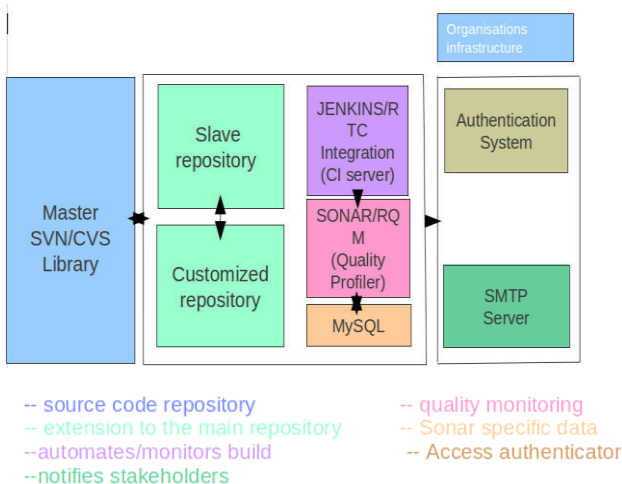 Organisations
infrastructure
Master
SVN/CVS
Library
Slave
repository
Customized
repository
JENKINS/R
TC
Integration
(CI server)
SONAR/RQ
M
(Quality
Profiler)
MySQL
Authentication
System
SMTP
Server
-- source code repository
-- extension to the main repository
--automates/monitors build
--notifies stakeholders
-- quality monitoring
-- Sonar specific data
-- Access authenticator